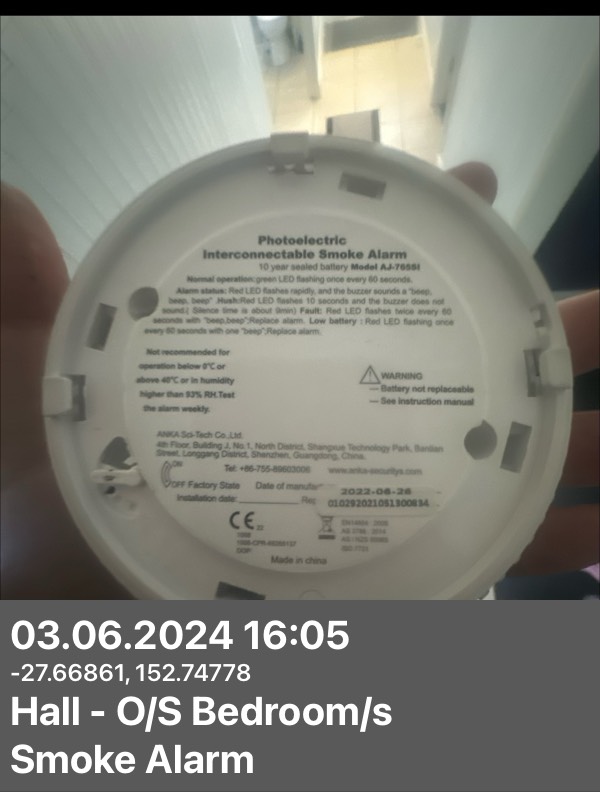 Photoelectric
Interconnectable Smoke Alarm
10 year sealed battery Model AJ-765SI
Normal operation:green LED flashing once every 60 seconds.
Alarm status: Red LED flashes rapidly, and the buzzer sounds a "beep,
beep, beep" .Hush:Red LED flashes 10 seconds and the buzzer does not
sound.( Silence time is about 9min) Fault: Red LED flashes twice every 60
seconds with "beep,beep";Replace alarm. Low battery : Red LED flashing once
every 60 seconds with one "beep";Replace alarm.
Not recommended for
operation below 0°C or
above 40°C or in humidity
higher than 93% RH.Test
the alarm weekly.
WARNING
— Battery not replaceable
— See instruction manual
ANKA Sci-Tech Co.,Ltd.
4th Floor, Building J, No.1, North District, Shangxue Technology Park, Bantian
Street, Longgang District, Shenzhen, Guangdong, China.
Tel: +86-755-89602006 www.anka-securitys.com
ON
OFF Factory State Date of manufac
2022-06-26
Installation date:
CE 22
Made in china
03.06.2024 16:05
-27.66861, 152.74778
Hall - O/S Bedroom/s
Smoke Alarm